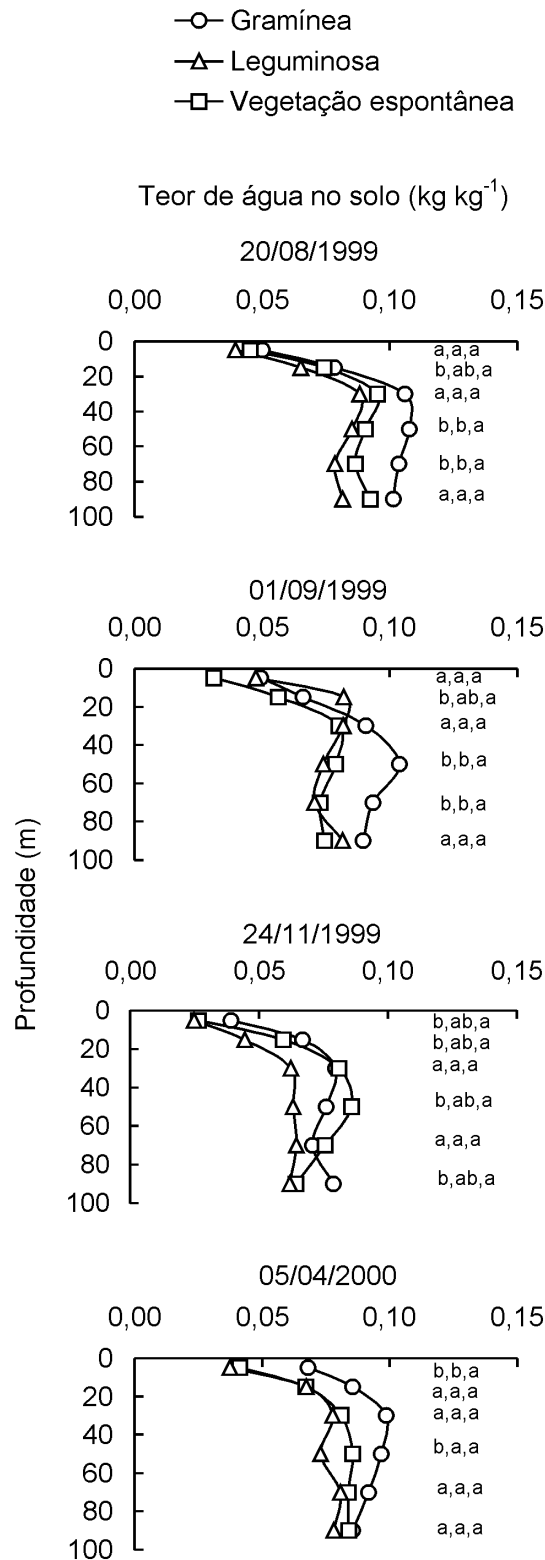 Gramínea
Leguminosa
Vegetação espontânea
Teor de água no solo (kg kg⁻¹)
20/08/1999
0,00 0,05 0,10 0,15
0 a,a,a
b,ab,a
20
a,a,a
40
b,b,a
60
b,b,a
80
a,a,a
100
01/09/1999
0,00 0,05 0,10 0,15
0 a,a,a
b,ab,a
20
a,a,a
40
b,b,a
60
b,b,a
80
a,a,a
100
Profundidade (m)
24/11/1999
0,00 0,05 0,10 0,15
0 b,ab,a
b,ab,a
20
a,a,a
40
b,ab,a
60
a,a,a
80
b,ab,a
100
05/04/2000
0,00 0,05 0,10 0,15
0 b,b,a
a,a,a
20
a,a,a
40
b,a,a
60
a,a,a
80
a,a,a
100